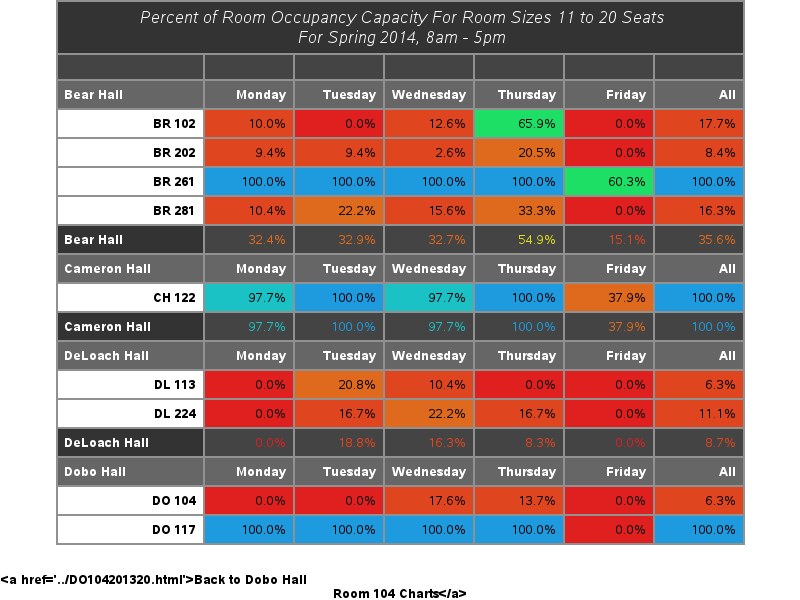 Percent of Room Occupancy Capacity For Room Sizes 11 to 20 Seats
For Spring 2014, 8am - 5pm
Bear Hall Monday Tuesday Wednesday Thursday Friday All
BR 102 10.0% 0.0% 12.6% 65.9% 0.0% 17.7%
BR 202 9.4% 9.4% 2.6% 20.5% 0.0% 8.4%
BR 261 100.0% 100.0% 100.0% 100.0% 60.3% 100.0%
BR 281 10.4% 22.2% 15.6% 33.3% 0.0% 16.3%
Bear Hall 32.4% 32.9% 32.7% 54.9% 15.1% 35.6%
Cameron Hall Monday Tuesday Wednesday Thursday Friday All
CH 122 97.7% 100.0% 97.7% 100.0% 37.9% 100.0%
Cameron Hall 97.7% 100.0% 97.7% 100.0% 37.9% 100.0%
DeLoach Hall Monday Tuesday Wednesday Thursday Friday All
DL 113 0.0% 20.8% 10.4% 0.0% 0.0% 6.3%
DL 224 0.0% 16.7% 22.2% 16.7% 0.0% 11.1%
DeLoach Hall 0.0% 18.8% 16.3% 8.3% 0.0% 8.7%
Dobo Hall Monday Tuesday Wednesday Thursday Friday All
DO 104 0.0% 0.0% 17.6% 13.7% 0.0% 6.3%
DO 117 100.0% 100.0% 100.0% 100.0% 0.0% 100.0%
<a href='../DO104201320.html'>Back to Dobo Hall
Room 104 Charts</a>